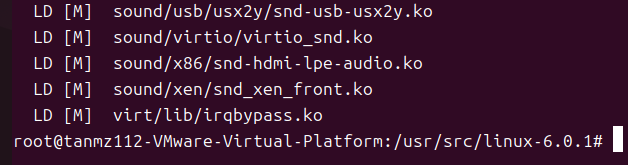 LD [M]  sound/usb/usx2y/snd-usb-usx2y.ko
LD [M]  sound/virtio/virtio_snd.ko
LD [M]  sound/x86/snd-hdmi-lpe-audio.ko
LD [M]  sound/xen/snd_xen_front.ko
LD [M]  virt/lib/irqbypass.ko
root@tanmz112-VMware-Virtual-Platform:/usr/src/linux-6.0.1#